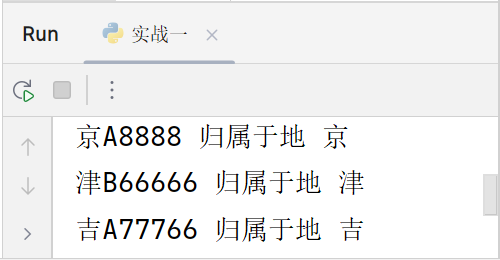 Run 实战一
京A8888 归属于地 京
津B66666 归属于地 津
吉A77766 归属于地 吉